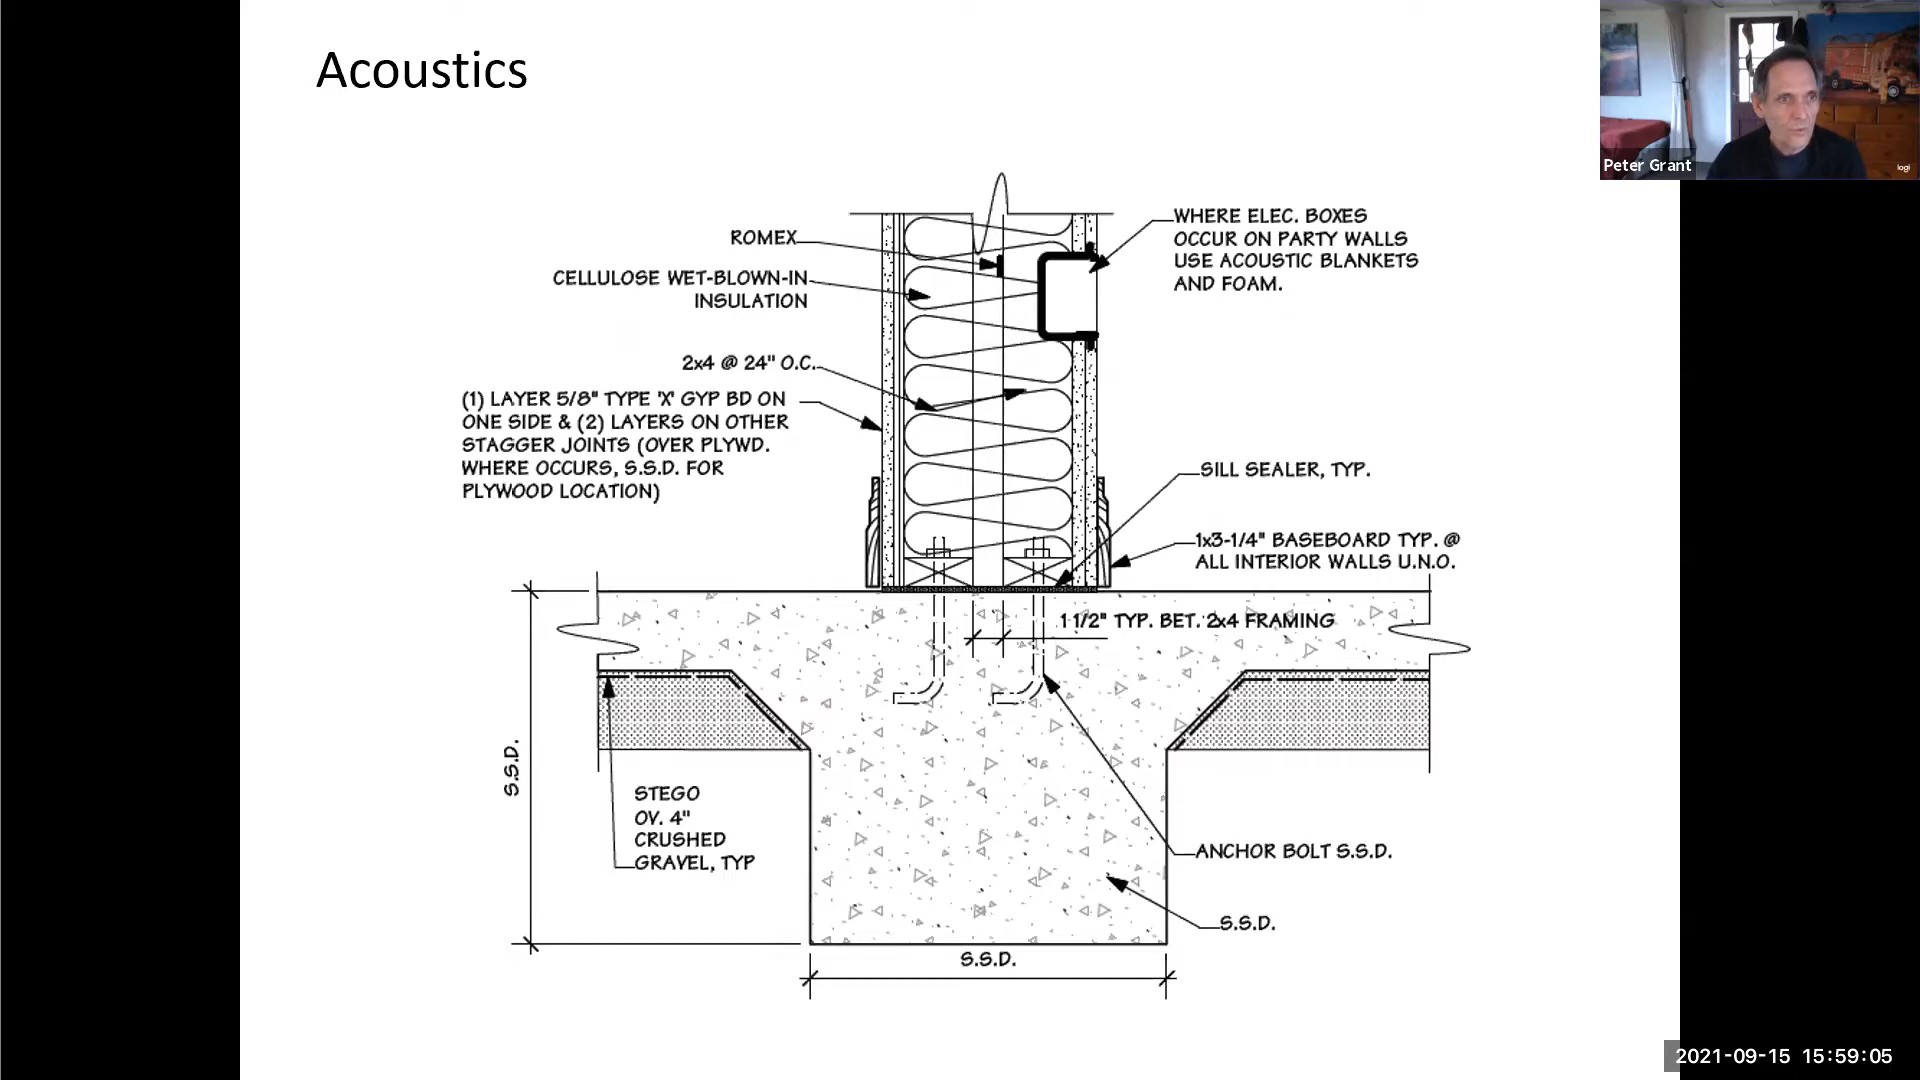 Acoustics
Peter Grant
logi
ROMEX
CELLULOSE WET-BLOWN-IN
INSULATION
2x4 @ 24" O.C.
(1) LAYER 5/8" TYPE 'X' GYP BD ON
ONE SIDE & (2) LAYERS ON OTHER
STAGGER JOINTS (OVER PLYWD.
WHERE OCCURS, S.S.D. FOR
PLYWOOD LOCATION)
WHERE ELEC. BOXES
OCCUR ON PARTY WALLS
USE ACOUSTIC BLANKETS
AND FOAM.
SILL SEALER, TYP.
1x3-1/4" BASEBOARD TYP. @
ALL INTERIOR WALLS U.N.O.
1 1/2" TYP. BET. 2x4 FRAMING
S.S.D.
STEGO
OV. 4"
CRUSHED
GRAVEL, TYP
ANCHOR BOLT S.S.D.
S.S.D.
S.S.D.
2021-09-15 15:59:05